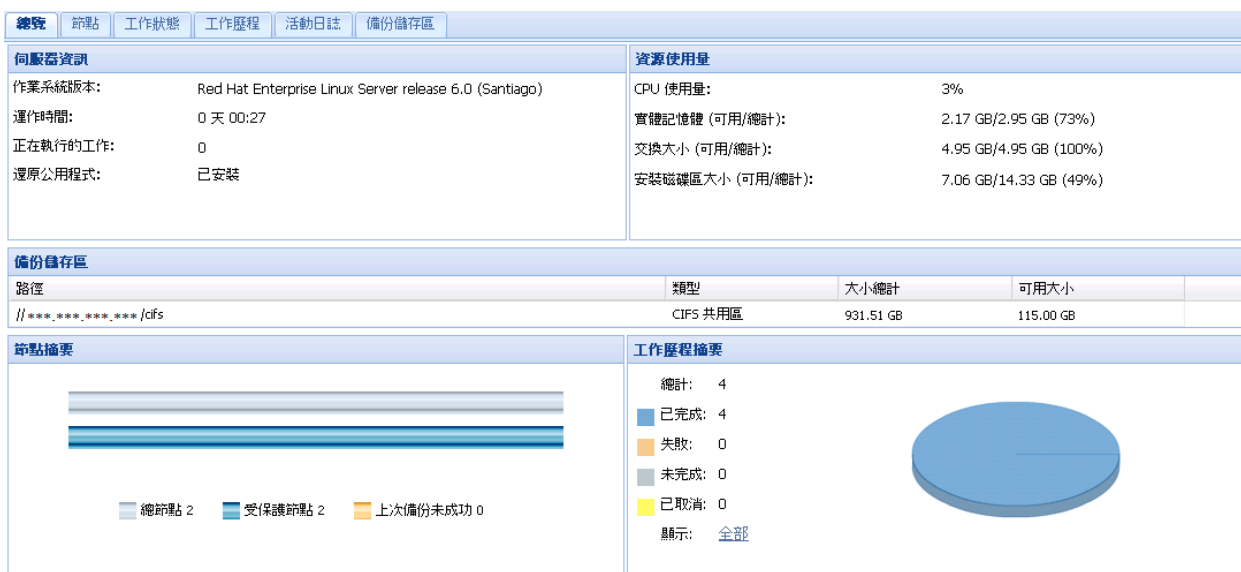 總覽 節點 工作狀態 工作歷程 活動日誌 備份儲存區
伺服器資訊
作業系統版本: Red Hat Enterprise Linux Server release 6.0 (Santiago)
運作時間: 0 天 00:27
正在執行的工作: 0
還原公用程式: 已安裝
資源使用量
CPU 使用量: 3%
實體記憶體 (可用/總計): 2.17 GB/2.95 GB (73%)
交換大小 (可用/總計): 4.95 GB/4.95 GB (100%)
安裝磁碟區大小 (可用/總計): 7.06 GB/14.33 GB (49%)
備份儲存區
路徑 類型 大小總計 可用大小
//***.***.***.***/cifs CIFS 共用區 931.51 GB 115.00 GB
節點摘要
總節點 2 受保護節點 2 上次備份未成功 0
工作歷程摘要
總計: 4
已完成: 4
失敗: 0
未完成: 0
已取消: 0
顯示: 全部